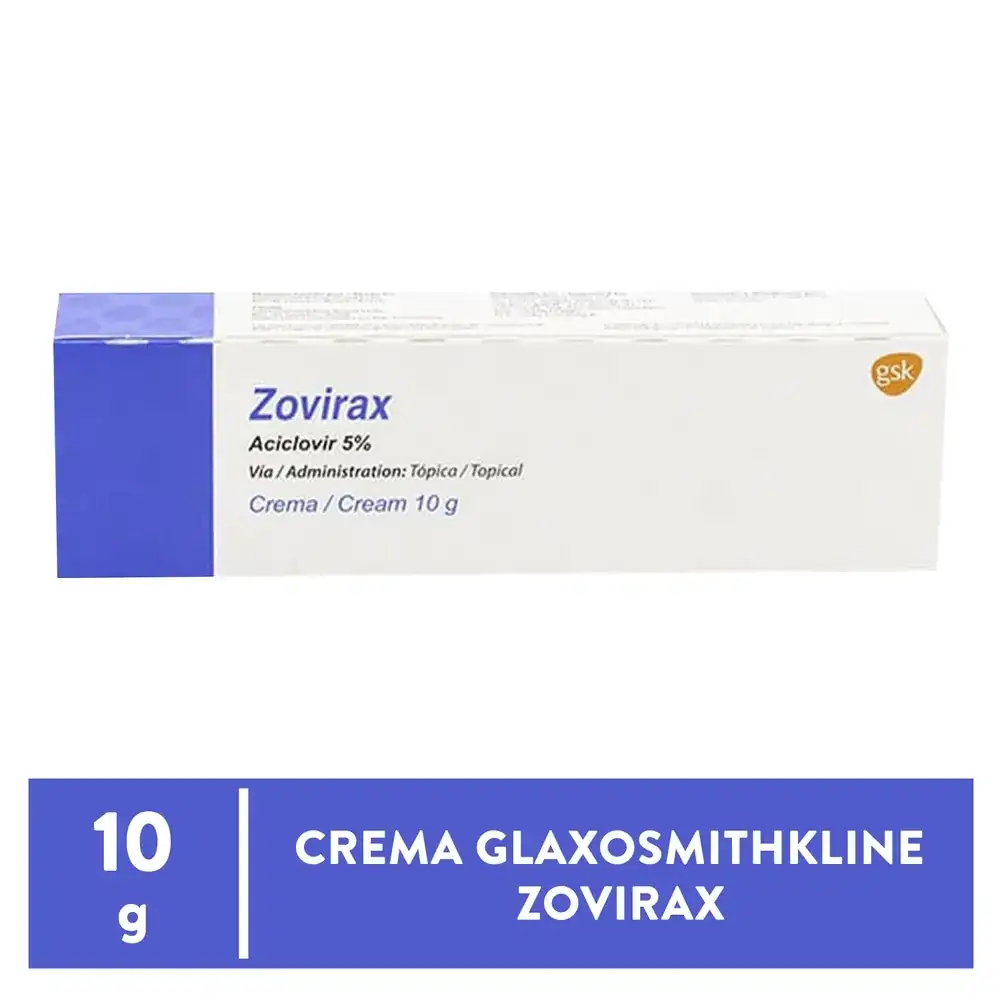 gsk
Zovirax
Aciclovir 5%
Vía / Administration: Tópica / Topical
Crema / Cream 10 g
10
g
CREMA GLAXOSMITHKLINE
ZOVIRAX